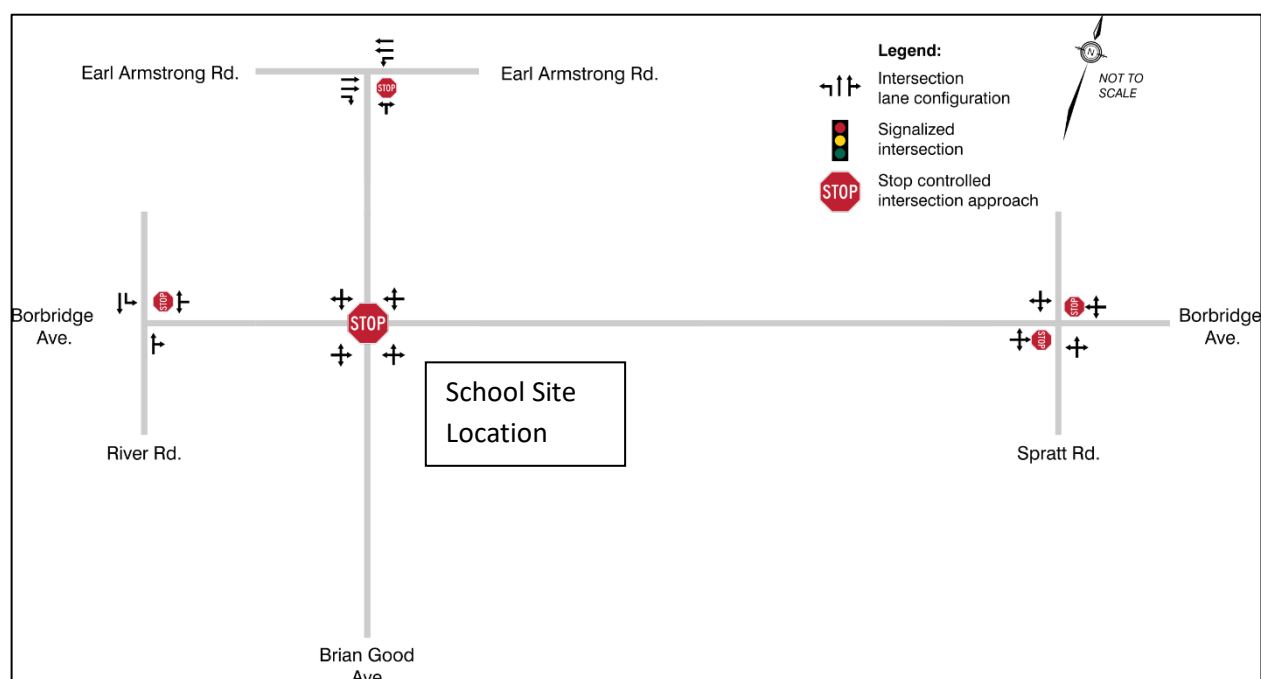 Earl Armstrong Rd.
STOP
Earl Armstrong Rd.
Legend:
Intersection
lane configuration
Signalized
intersection
STOP
Stop controlled
intersection approach
N
NOT TO
SCALE
Borbridge
Ave.
STOP
STOP
STOP
STOP
Borbridge
Ave.
School Site
Location
River Rd.
Spratt Rd.
Brian Good
Ave